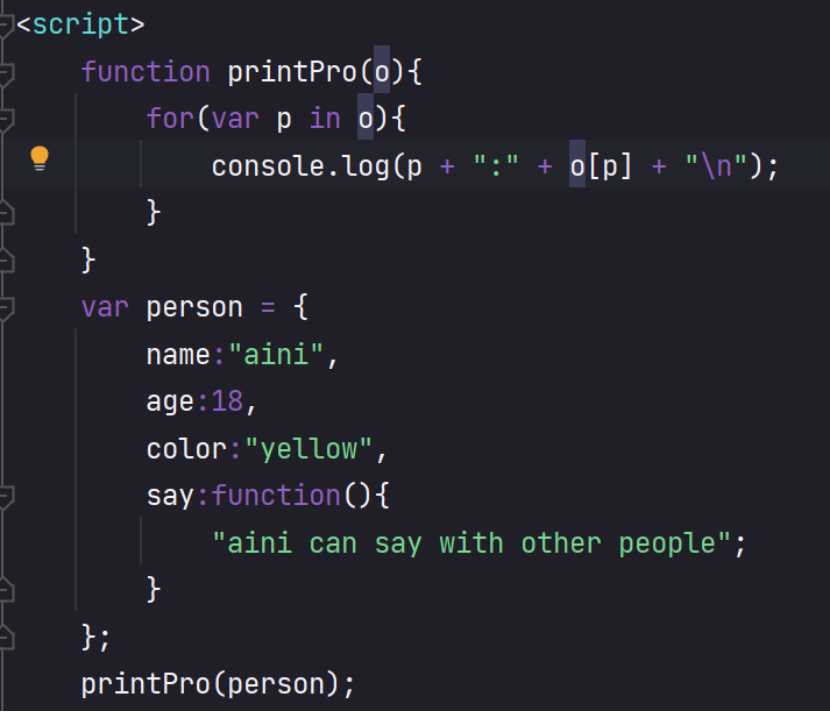 <script>
function printPro(o){
for(var p in o){
console.log(p + ":" + o[p] + "\n");
}
}
var person = {
name:"aini",
age:18,
color:"yellow",
say:function(){
"aini can say with other people";
}
};
printPro(person);